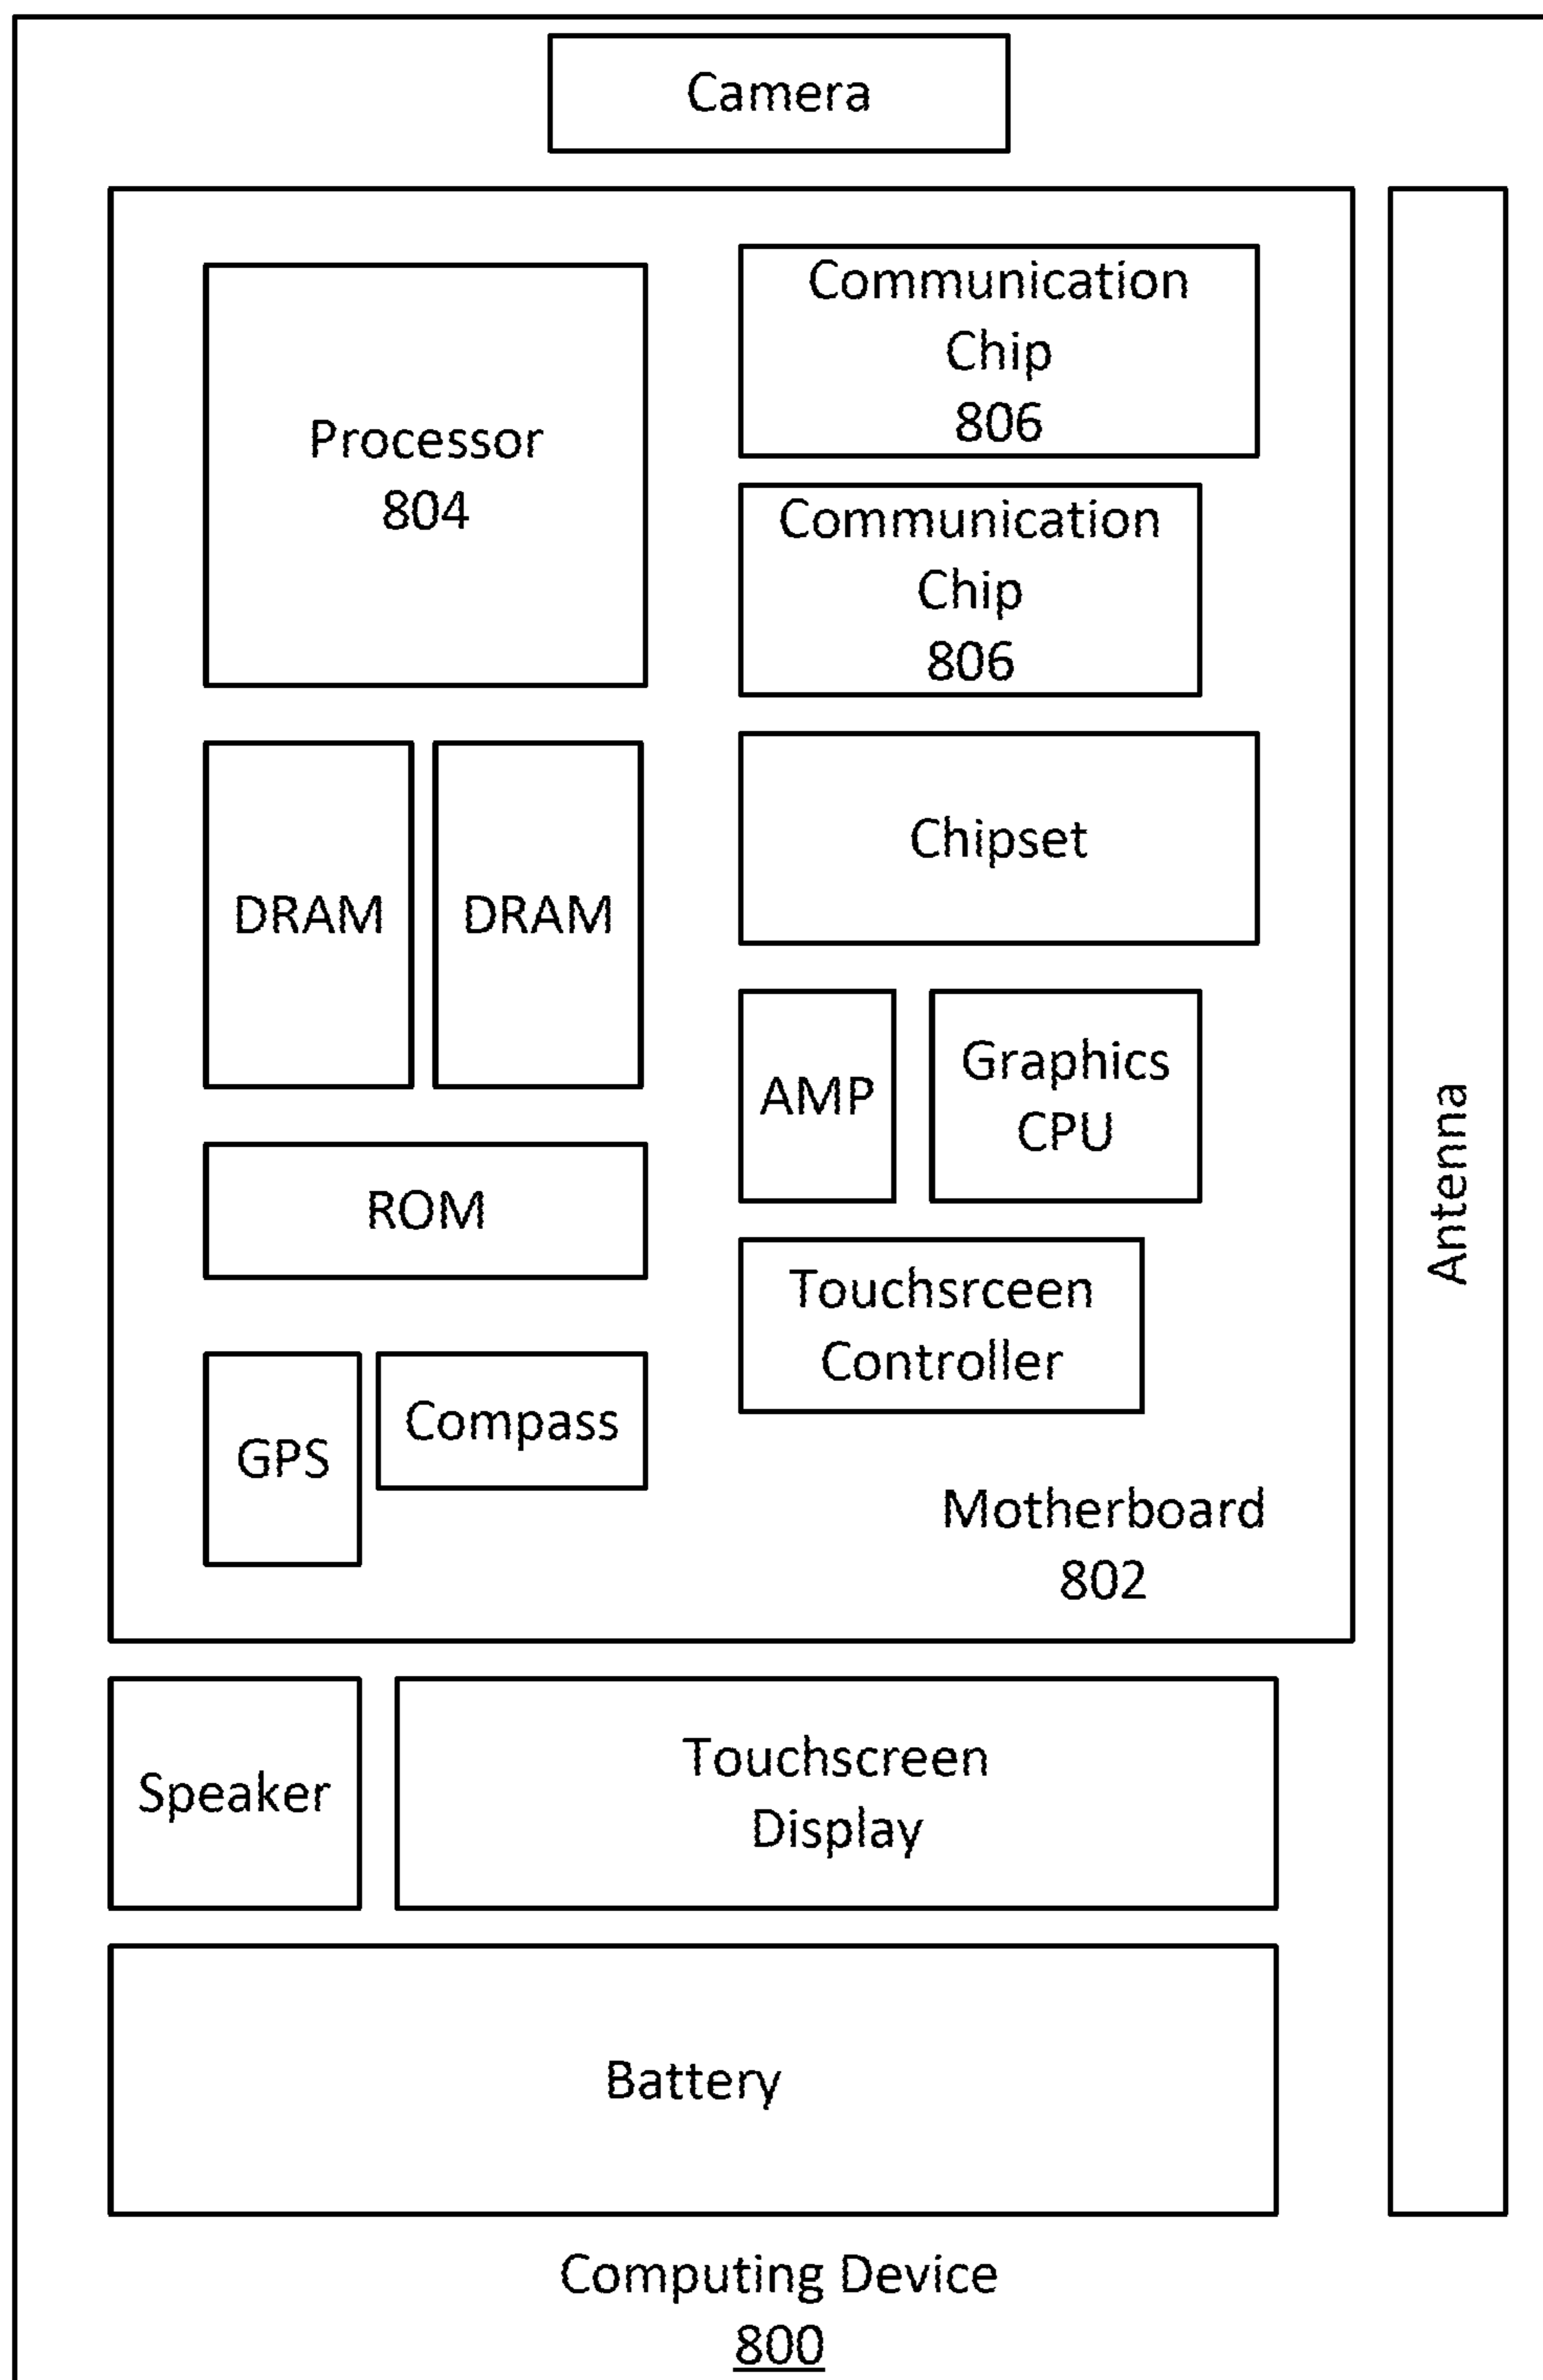 Camera
Processor
804
Communication
Chip
806
Communication
Chip
806
DRAM
DRAM
Chipset
AMP
Graphics
CPU
ROM
Touchsrceen
Controller
GPS
Compass
Motherboard
802
Antenna
Speaker
Touchscreen
Display
Battery
Computing Device
800